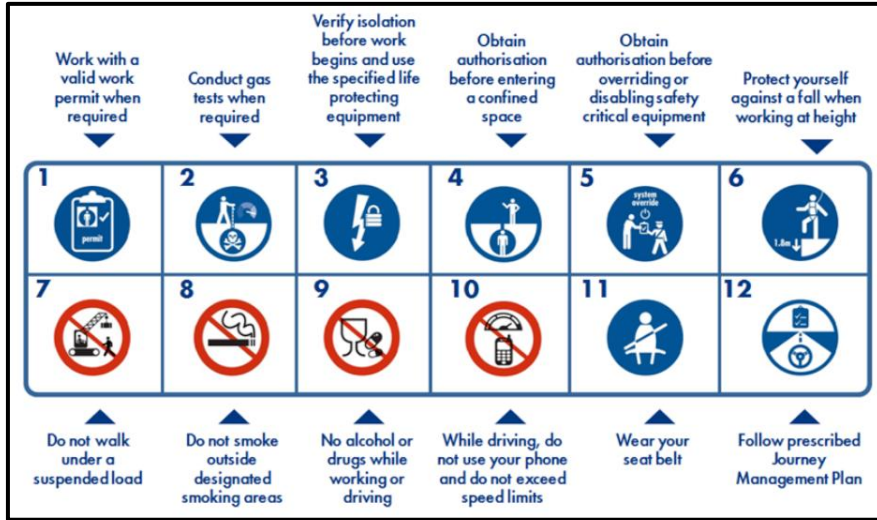 Work with a
valid work
permit when
required
Conduct gas
tests when
required
Verify isolation
before work
begins and use
the specified life
protecting
equipment
Obtain
authorisation
before entering
a confined
space
Obtain
authorisation before
overriding or
disabling safety
critical equipment
Protect yourself
against a fall when
working at height
1
permit
2
3
4
5
system
override
6
1.8m
7
8
9
10
11
12
Do not walk
under a
suspended load
Do not smoke
outside
designated
smoking areas
No alcohol or
drugs while
working or
driving
While driving, do
not use your phone
and do not exceed
speed limits
Wear your
seat belt
Follow prescribed
Journey
Management Plan